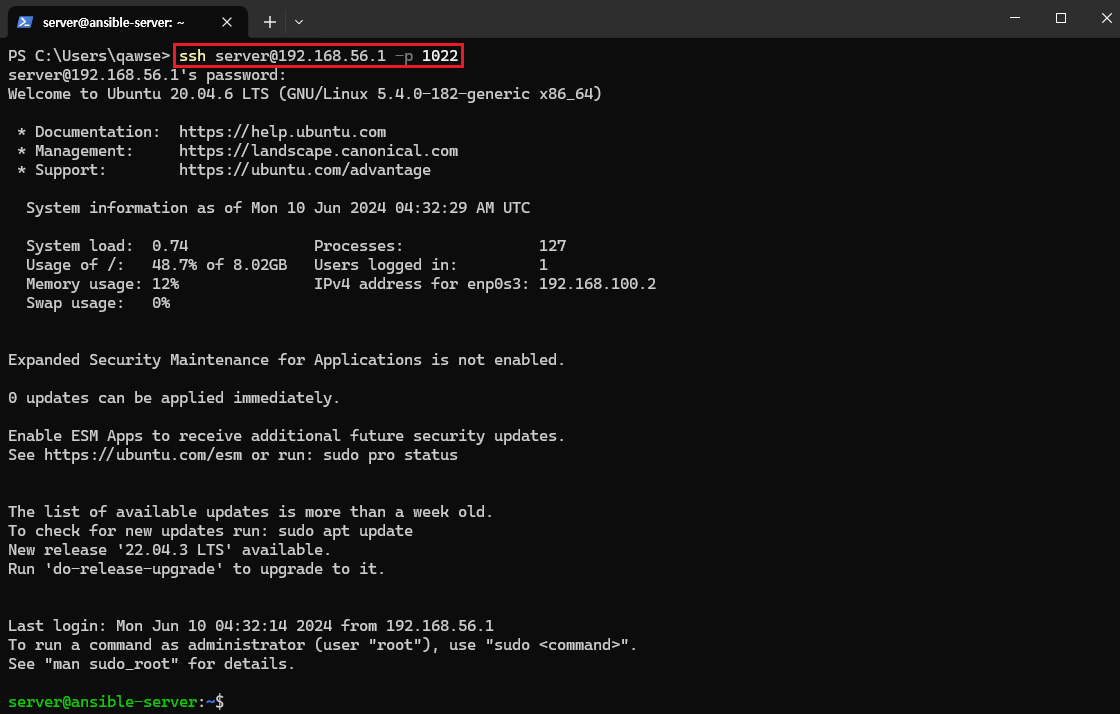 server@ansible-server: ~
PS C:\Users\qawse> ssh server@192.168.56.1 -p 1022
server@192.168.56.1's password:
Welcome to Ubuntu 20.04.6 LTS (GNU/Linux 5.4.0-182-generic x86_64)
* Documentation:  https://help.ubuntu.com
* Management:     https://landscape.canonical.com
* Support:        https://ubuntu.com/advantage
System information as of Mon 10 Jun 2024 04:32:29 AM UTC
System load:  0.74              Processes:               127
Usage of /:   48.7% of 8.02GB   Users logged in:         1
Memory usage: 12%               IPv4 address for enp0s3: 192.168.100.2
Swap usage:   0%
Expanded Security Maintenance for Applications is not enabled.
0 updates can be applied immediately.
Enable ESM Apps to receive additional future security updates.
See https://ubuntu.com/esm or run: sudo pro status
The list of available updates is more than a week old.
To check for new updates run: sudo apt update
New release '22.04.3 LTS' available.
Run 'do-release-upgrade' to upgrade to it.
Last login: Mon Jun 10 04:32:14 2024 from 192.168.56.1
To run a command as administrator (user "root"), use "sudo <command>".
See "man sudo_root" for details.
server@ansible-server:~$